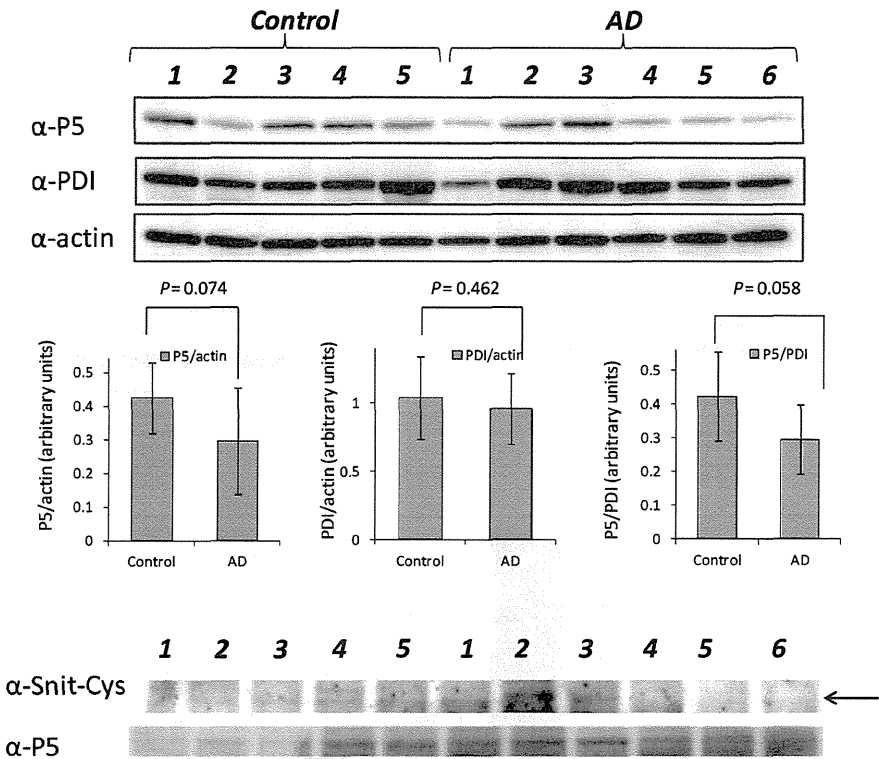 Control AD
1 2 3 4 5 1 2 3 4 5 6
α-P5
α-PDI
α-actin
P= 0.074
P5/actin (arbitrary units)
0.5
0.4
0.3
0.2
0.1
0
P5/actin
Control AD
P= 0.462
PDI/actin (arbitrary units)
1
0.5
0
PDI/actin
Control AD
P= 0.058
P5/PDI (arbitrary units)
0.5
0.4
0.3
0.2
0.1
0
P5/PDI
Control AD
1 2 3 4 5 1 2 3 4 5 6
α-Snit-Cys
α-P5